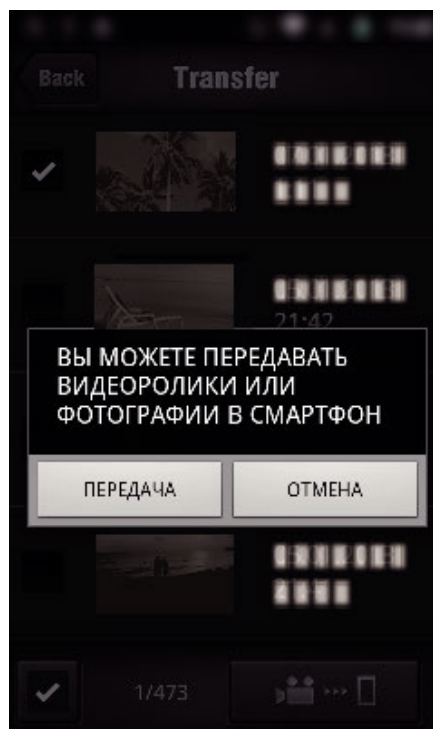 Back
Transfer
21:42
ВЫ МОЖЕТЕ ПЕРЕДАВАТЬ
ВИДЕОРОЛИКИ ИЛИ
ФОТОГРАФИИ В СМАРТФОН
ПЕРЕДАЧА
ОТМЕНА
1/473